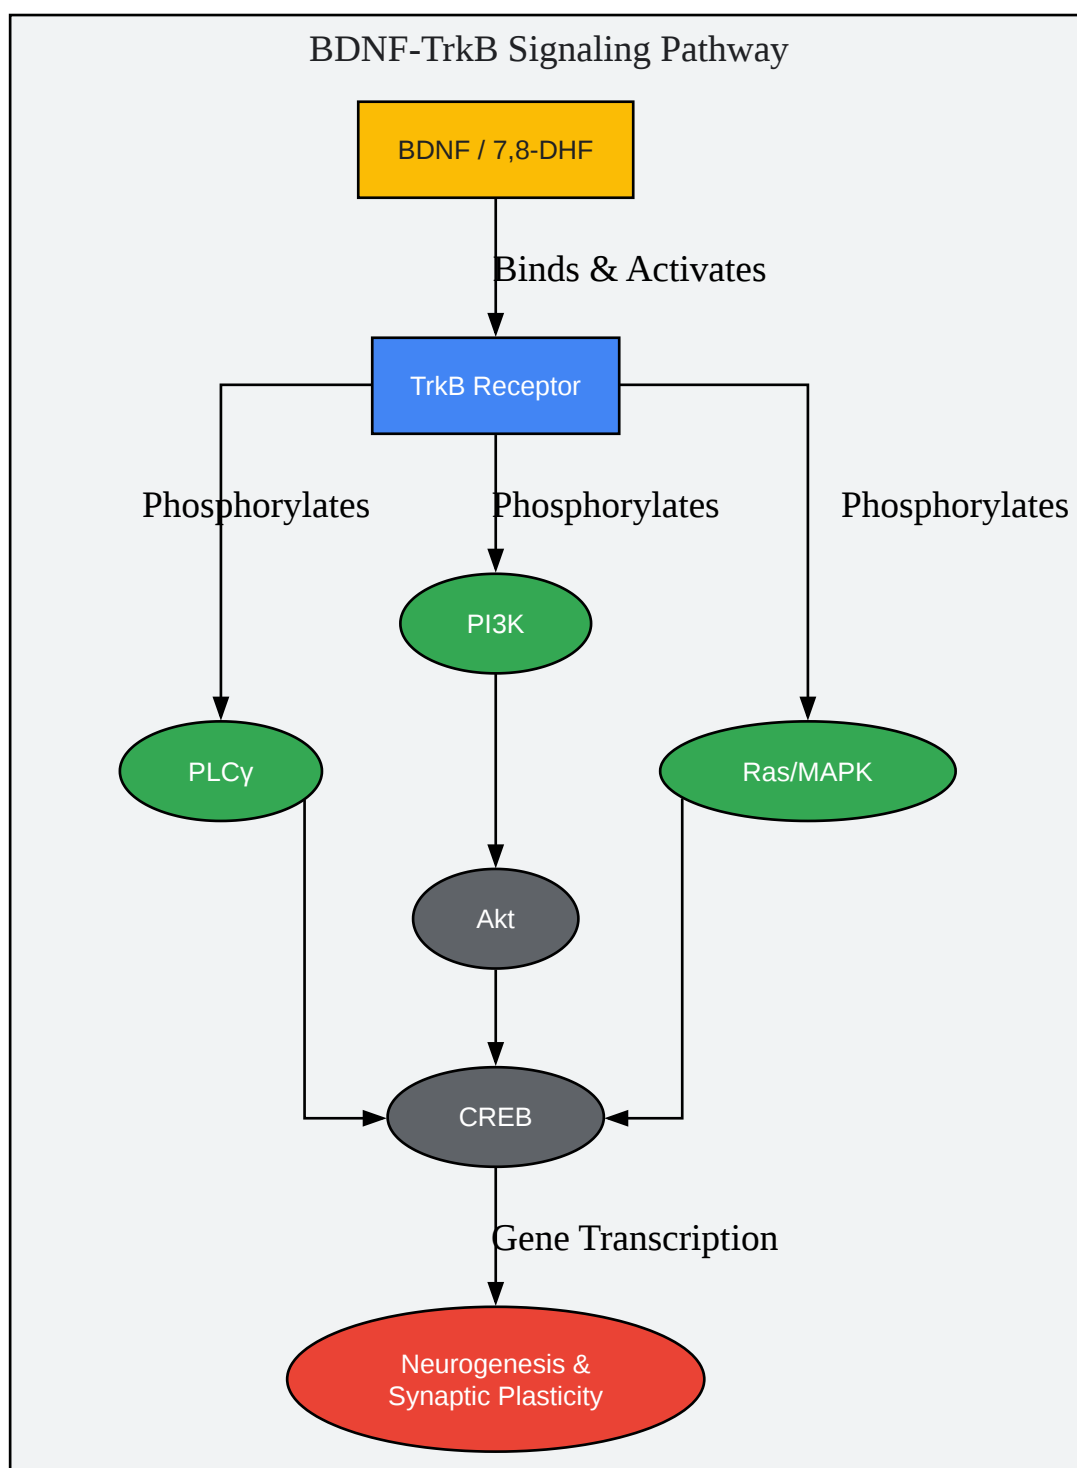 BDNF-TrkB Signaling Pathway
BDNF / 7,8-DHF
Binds & Activates
TrkB Receptor
Phosphorylates
Phosphorylates
Phosphorylates
PI3K
PLCγ
Ras/MAPK
Akt
CREB
Gene Transcription
Neurogenesis &
Synaptic Plasticity